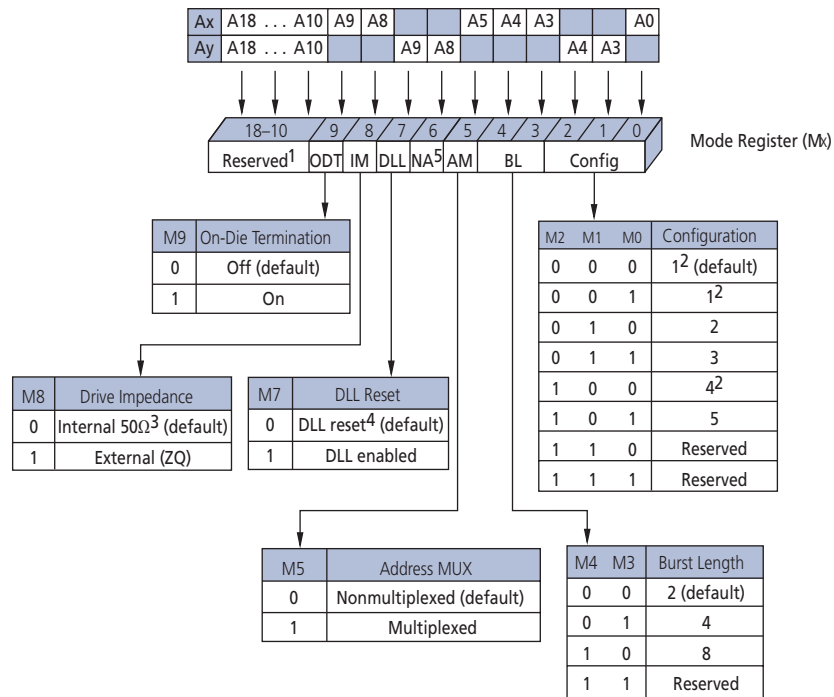 Ax A18 . . . A10 A9 A8 A5 A4 A3 A0
Ay A18 . . . A10 A9 A8 A4 A3
18–10 9 8 7 6 5 4 3 2 1 0
Mode Register (Mx)
Reserved1 ODT IM DLL NA5 AM BL Config
M9 On-Die Termination
0 Off (default)
1 On
M2 M1 M0 Configuration
0 0 0 12 (default)
0 0 1 12
0 1 0 2
0 1 1 3
1 0 0 42
1 0 1 5
1 1 0 Reserved
1 1 1 Reserved
M8 Drive Impedance
0 Internal 50Ω3 (default)
1 External (ZQ)
M7 DLL Reset
0 DLL reset4 (default)
1 DLL enabled
M5 Address MUX
0 Nonmultiplexed (default)
1 Multiplexed
M4 M3 Burst Length
0 0 2 (default)
0 1 4
1 0 8
1 1 Reserved